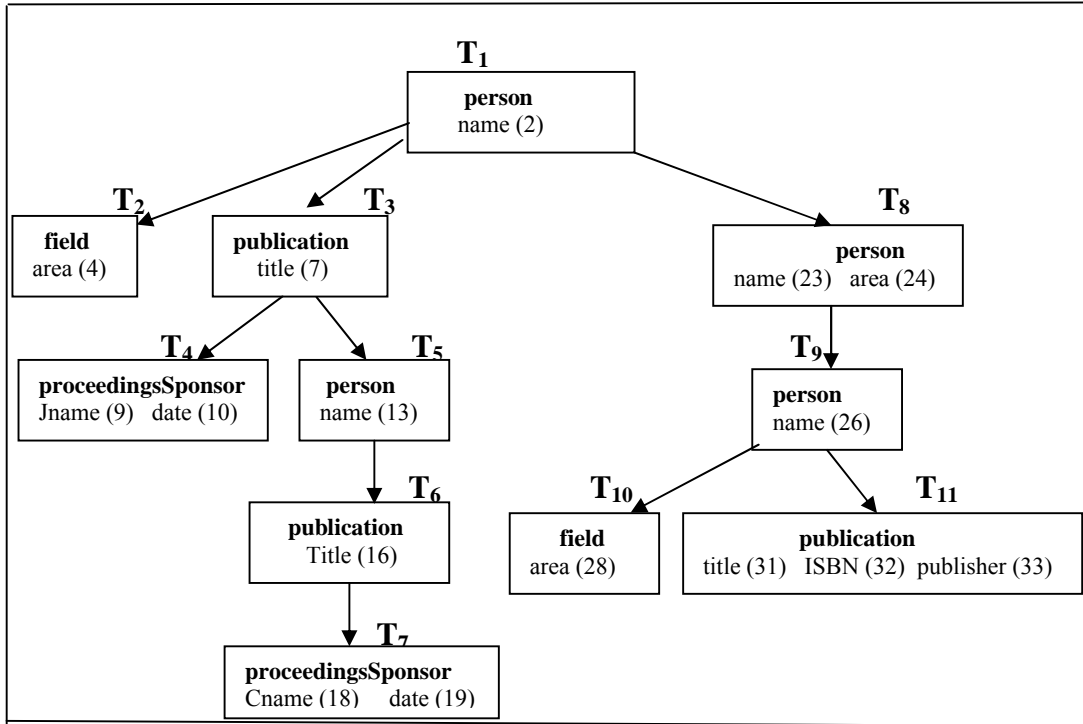 T1
person
name (2)
T2
field
area (4)
T3
publication
title (7)
T8
person
name (23) area (24)
T4
proceedingsSponsor
Jname (9) date (10)
T5
person
name (13)
T9
person
name (26)
T6
publication
Title (16)
T10
field
area (28)
T11
publication
title (31) ISBN (32) publisher (33)
T7
proceedingsSponsor
Cname (18) date (19)